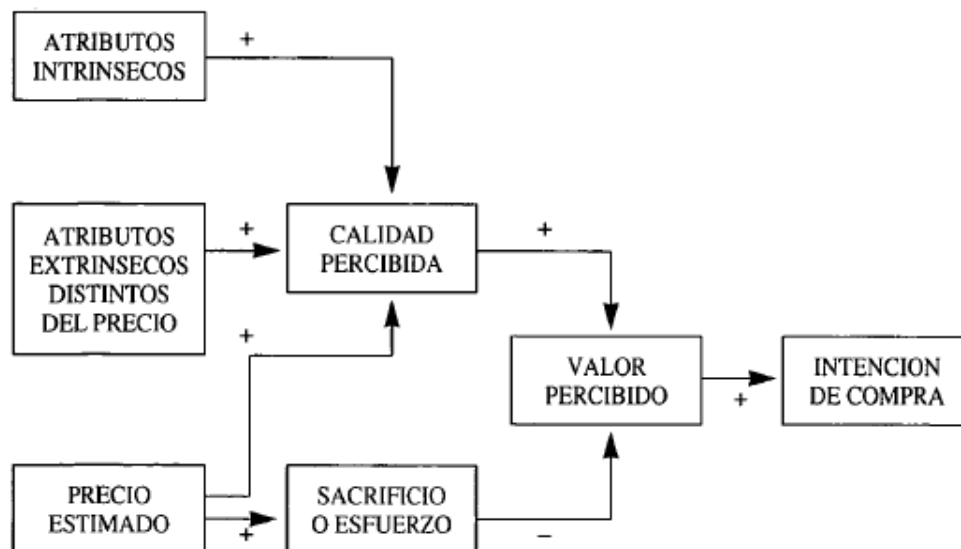 ATRIBUTOS
INTRINSECOS
+
ATRIBUTOS
EXTRINSECOS
DISTINTOS
DEL PRECIO
+
CALIDAD
PERCIBIDA
+
+
VALOR
PERCIBIDO
+
INTENCION
DE COMPRA
PRECIO
ESTIMADO
+
SACRIFICIO
O ESFUERZO
−